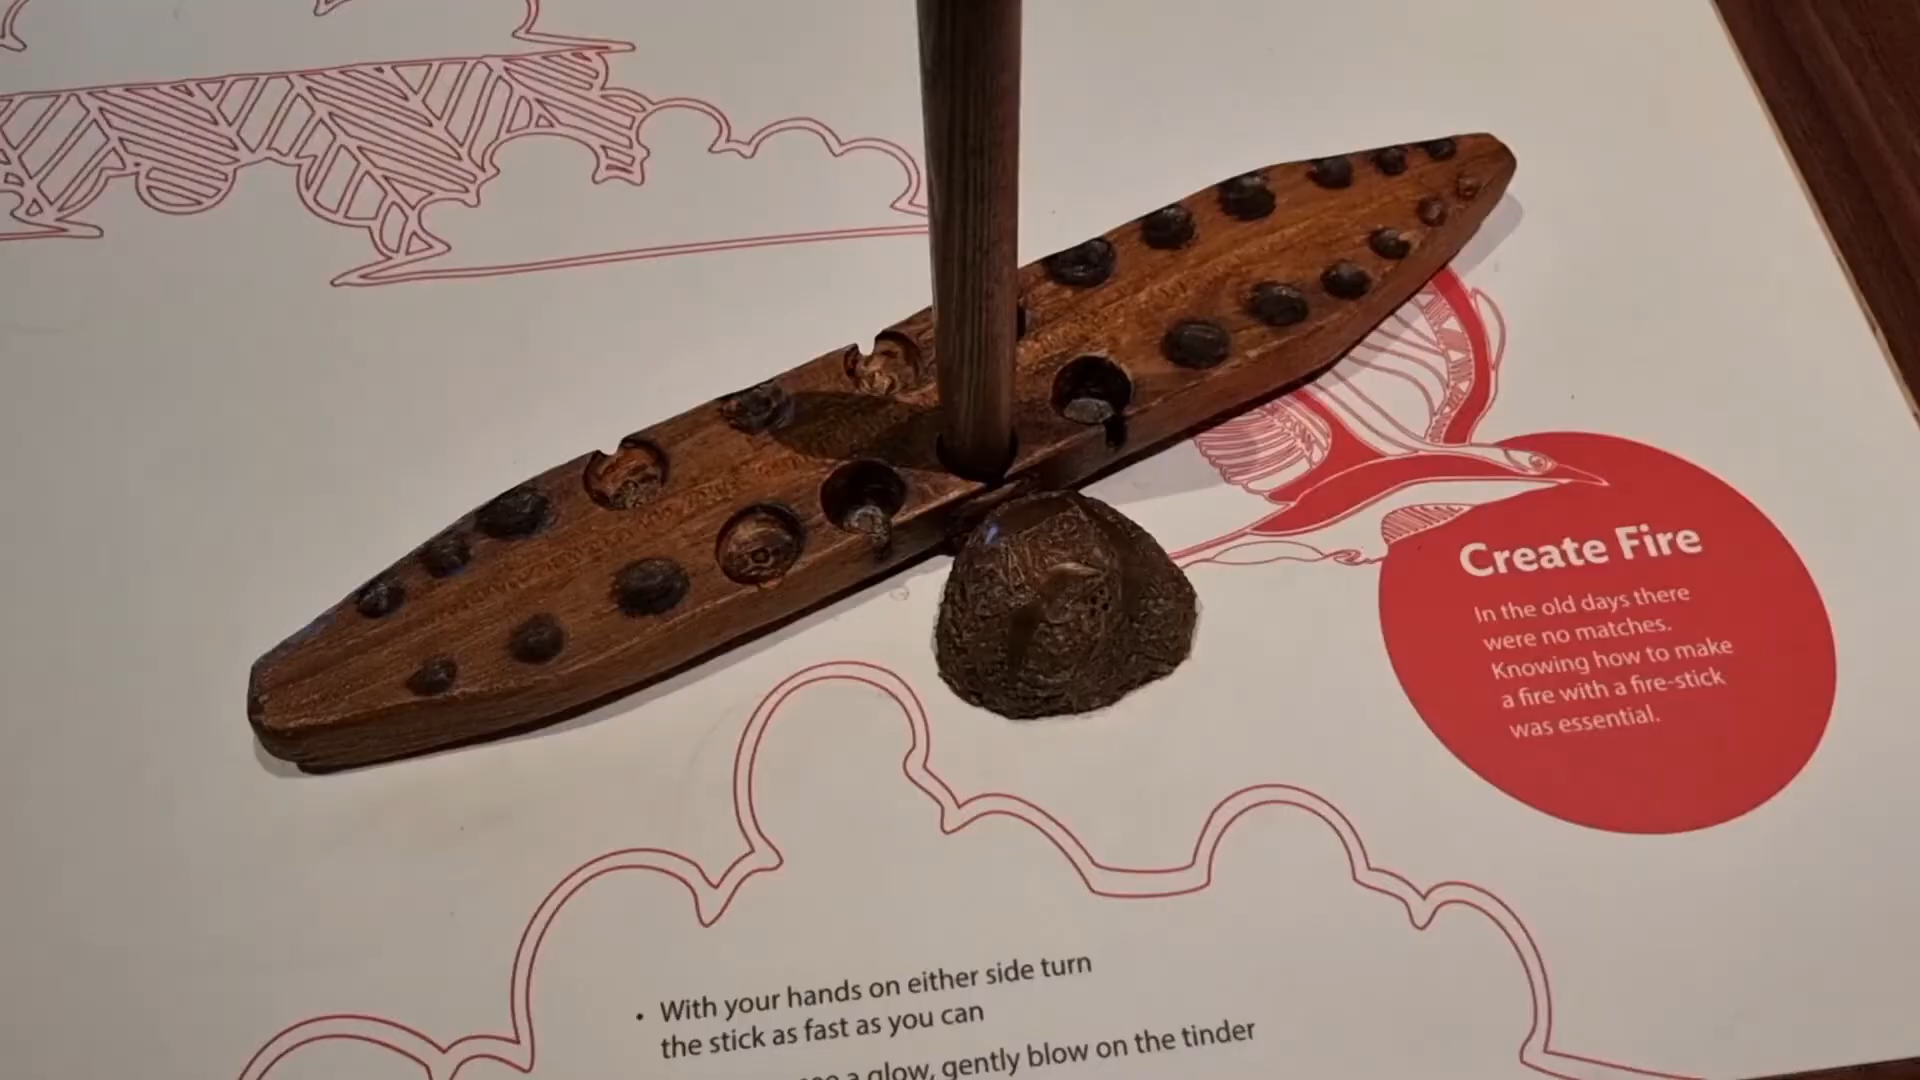 Create Fire
In the old days there
were no matches.
Knowing how to make
a fire with a fire-stick
was essential.
• With your hands on either side turn
the stick as fast as you can
a glow, gently blow on the tinder